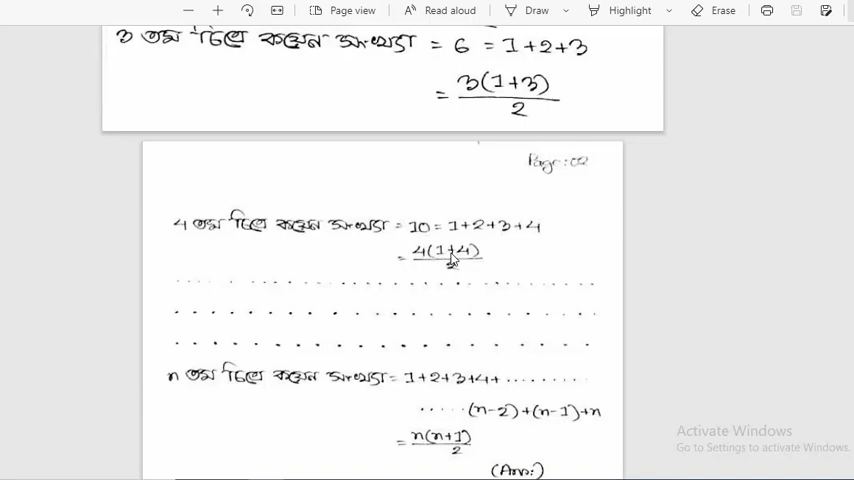 Page view Read aloud Draw Highlight Erase
3 তম চিত্রে কয়েন সংখ্যা = 6 = 1+2+3
= 3(1+3)/2
Page: 02
4 তম চিত্রে কয়েন সংখ্যা = 10 = 1+2+3+4
= 4(1+4)/2
n তম চিত্রে কয়েন সংখ্যা = 1+2+3+4+ ..........
..... (n-2)+(n-1)+n
= n(n+1)/2
(Ans:)
Activate Windows
Go to Settings to activate Windows.